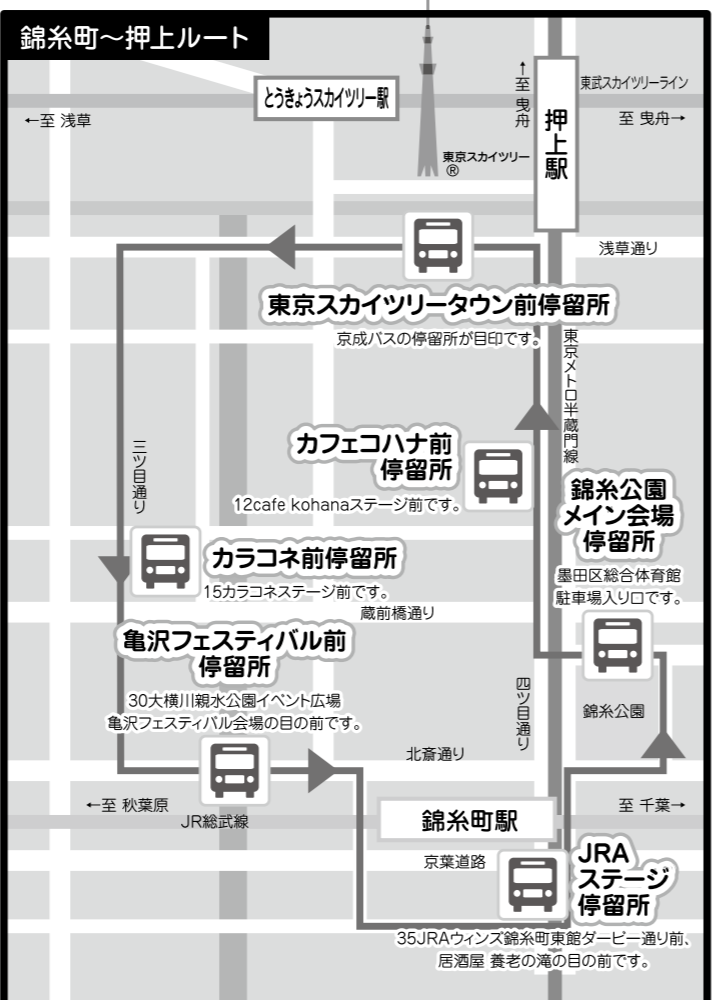 錦糸町～押上ルート
とうきょうスカイツリー駅
←至 浅草
↑至 曳舟
東武スカイツリーライン
至 曳舟→
押上駅
東京スカイツリー®
浅草通り
東京スカイツリータウン前停留所
京成バスの停留所が目印です。
東京メトロ半蔵門線
三ツ目通り
カフェコハナ前
停留所
12cafe kohanaステージ前です。
錦糸公園
メイン会場
停留所
墨田区総合体育館
駐車場入り口です。
カラコネ前停留所
15カラコネステージ前です。
蔵前橋通り
亀沢フェスティバル前
停留所
30大横川親水公園イベント広場
亀沢フェスティバル会場の目の前です。
四ツ目通り
錦糸公園
北斎通り
←至 秋葉原
JR総武線
錦糸町駅
至 千葉→
京葉道路
JRA
ステージ
停留所
35JRAウィンズ錦糸町東館ダービー通り前、
居酒屋 養老の滝の目の前です。